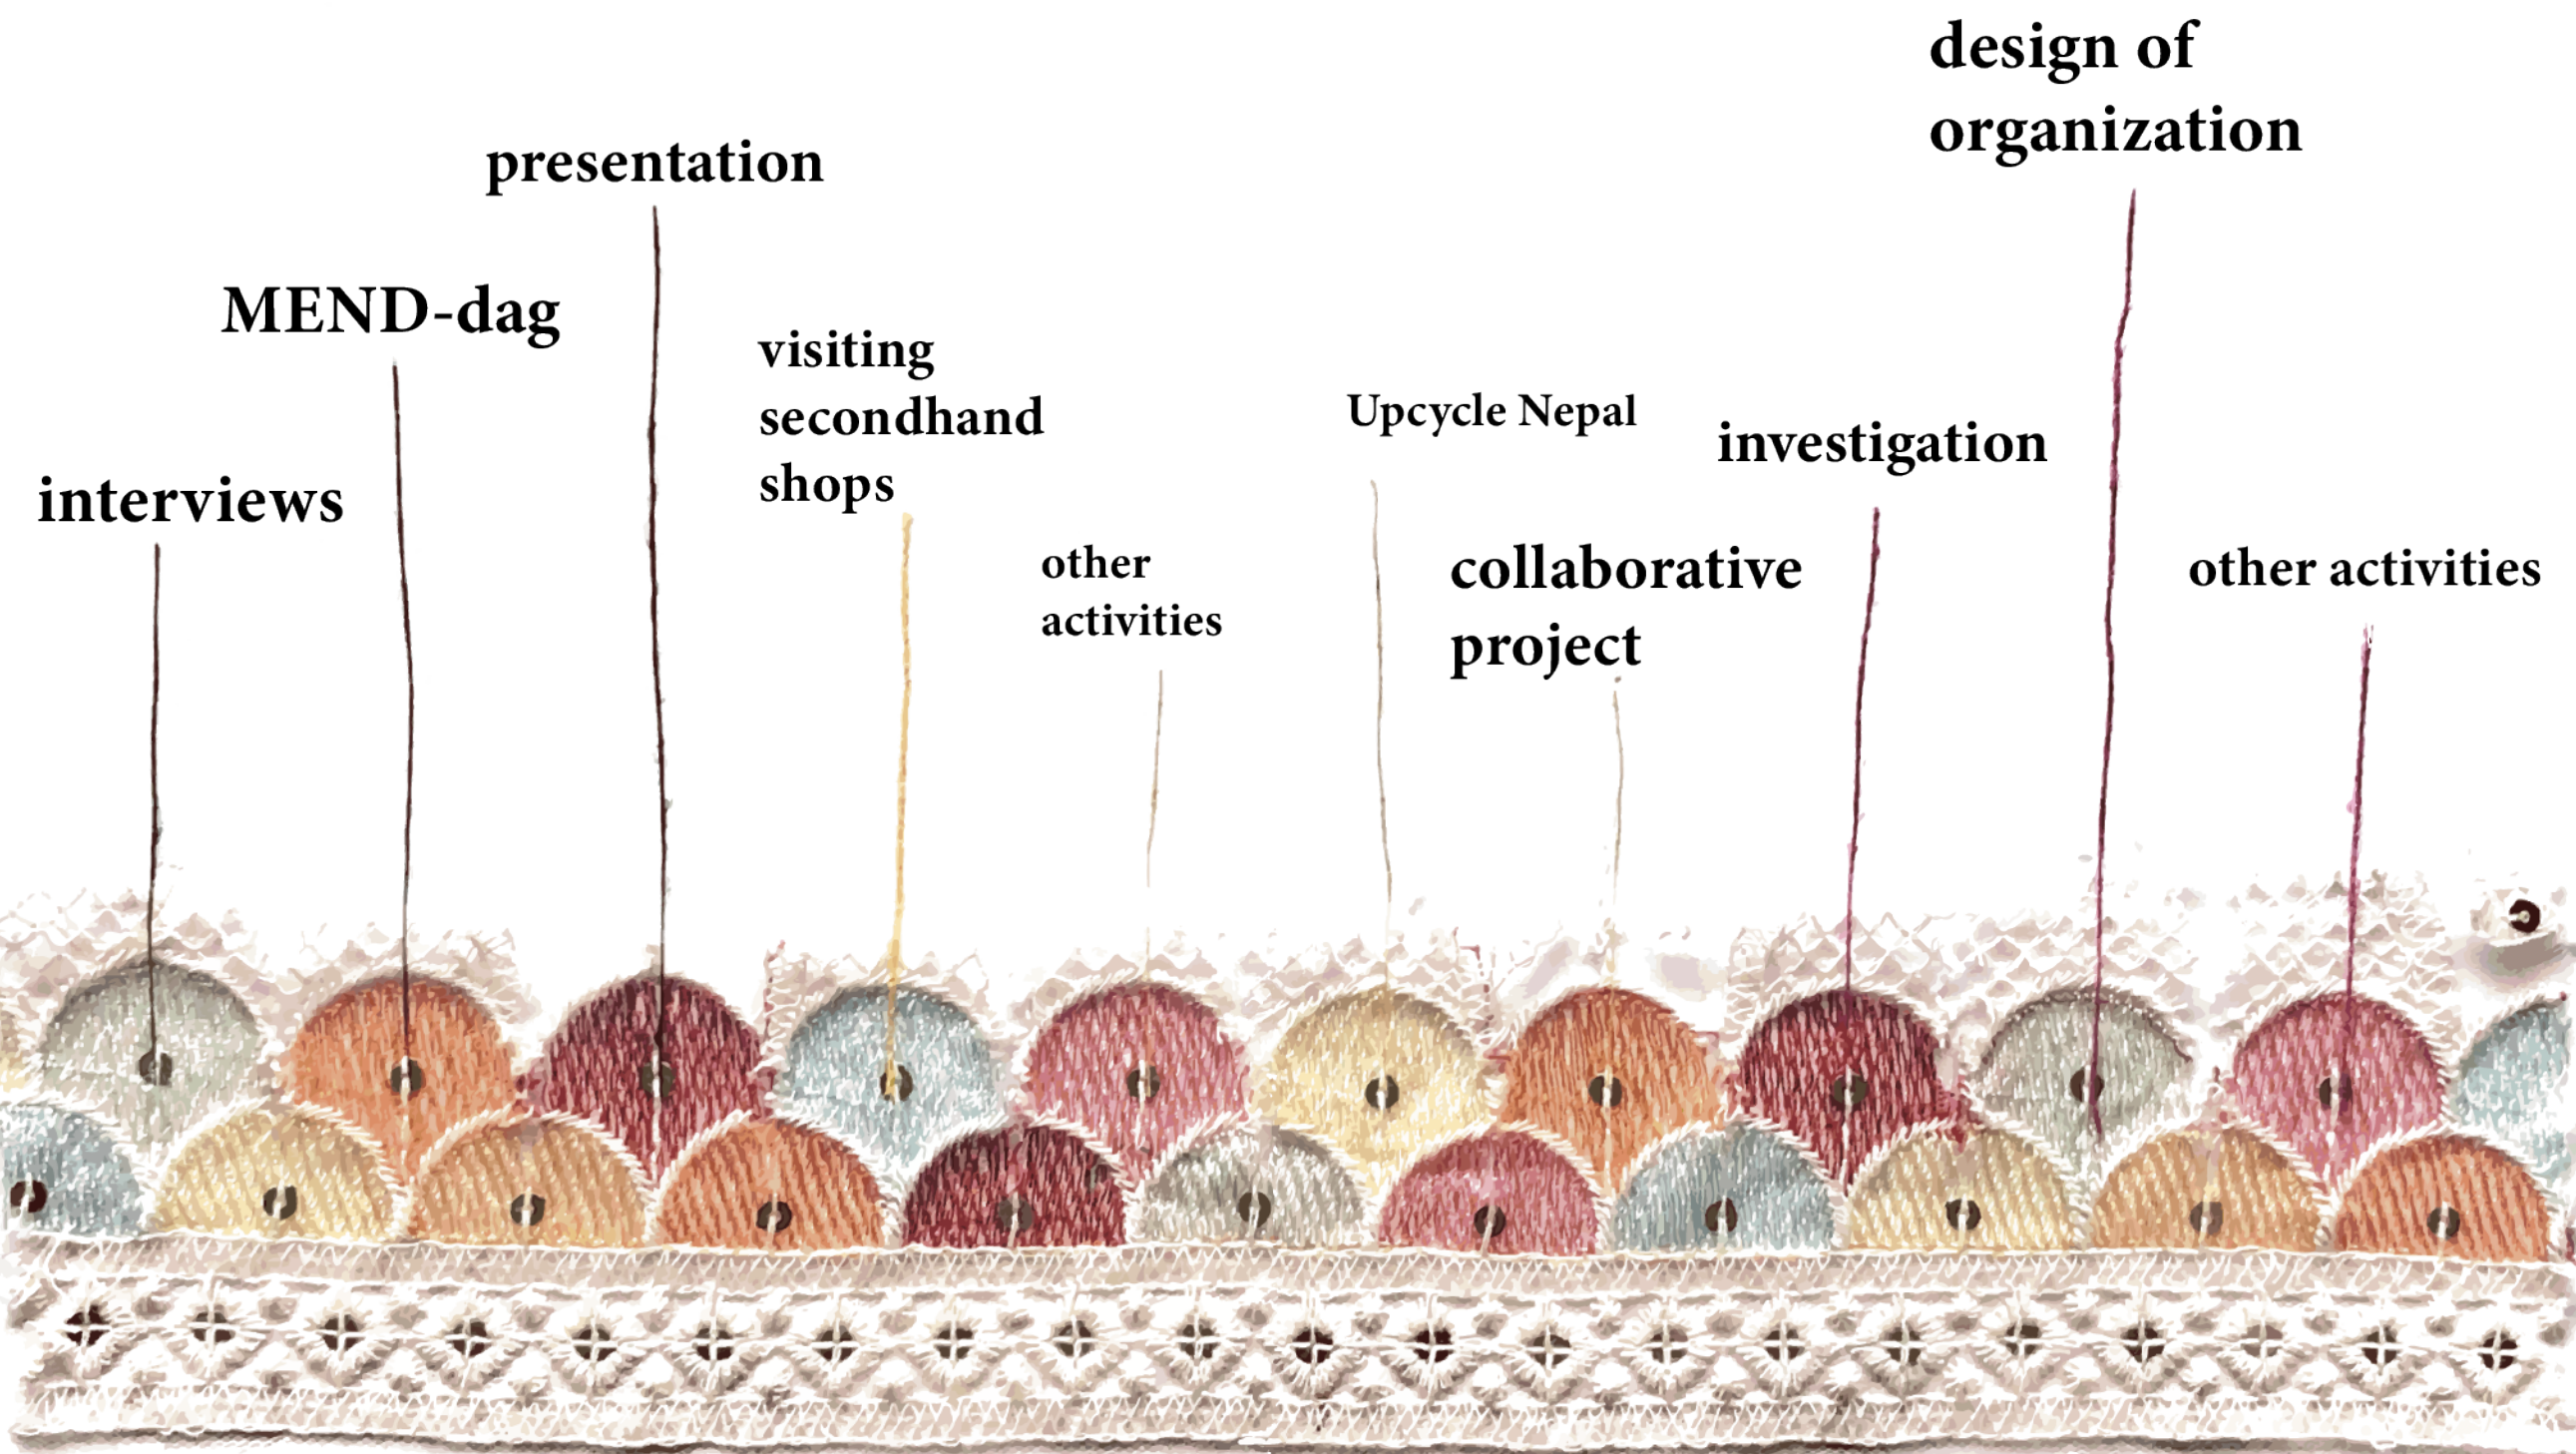 interviews
MEND-dag
presentation
visiting
secondhand
shops
other
activities
Upcycle Nepal
collaborative
project
investigation
design of
organization
other activities